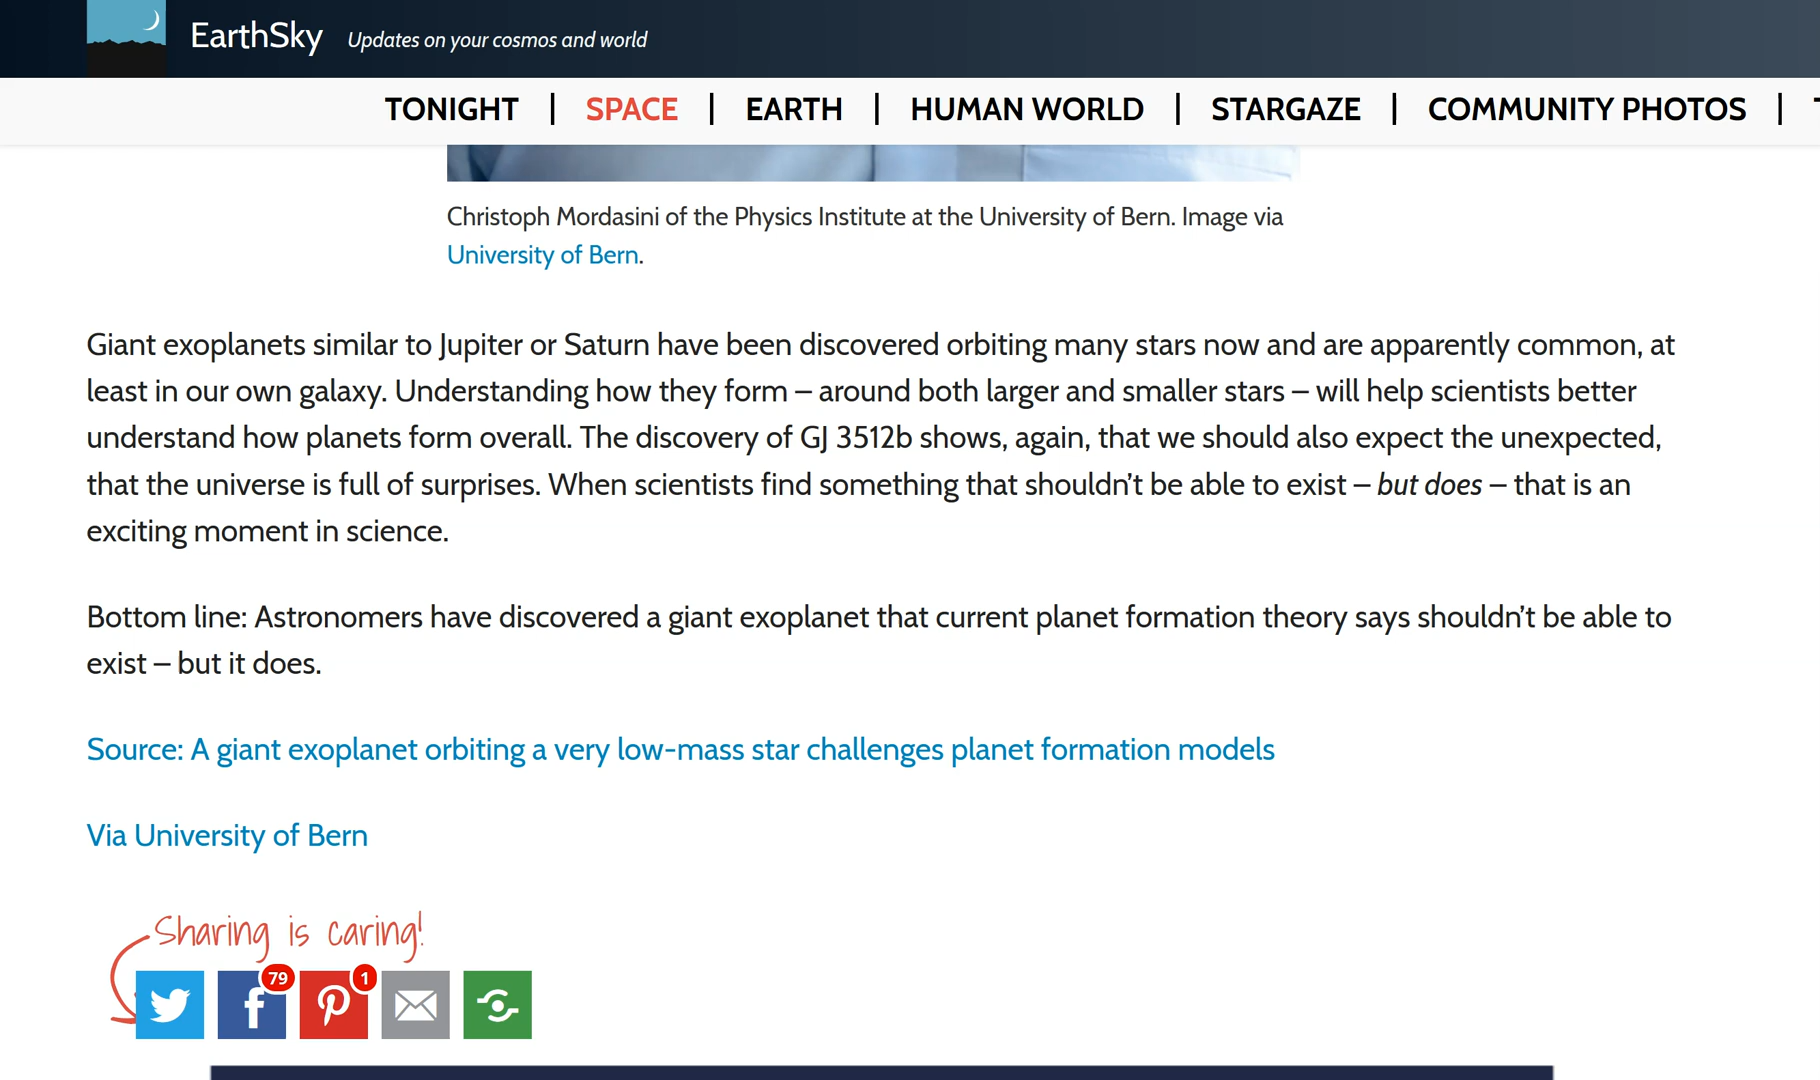 EarthSky Updates on your cosmos and world
TONIGHT | SPACE | EARTH | HUMAN WORLD | STARGAZE | COMMUNITY PHOTOS |
Christoph Mordasini of the Physics Institute at the University of Bern. Image via
University of Bern.
Giant exoplanets similar to Jupiter or Saturn have been discovered orbiting many stars now and are apparently common, at
least in our own galaxy. Understanding how they form – around both larger and smaller stars – will help scientists better
understand how planets form overall. The discovery of GJ 3512b shows, again, that we should also expect the unexpected,
that the universe is full of surprises. When scientists find something that shouldn’t be able to exist – but does – that is an
exciting moment in science.
Bottom line: Astronomers have discovered a giant exoplanet that current planet formation theory says shouldn’t be able to
exist – but it does.
Source: A giant exoplanet orbiting a very low-mass star challenges planet formation models
Via University of Bern
Sharing is caring!
79 1